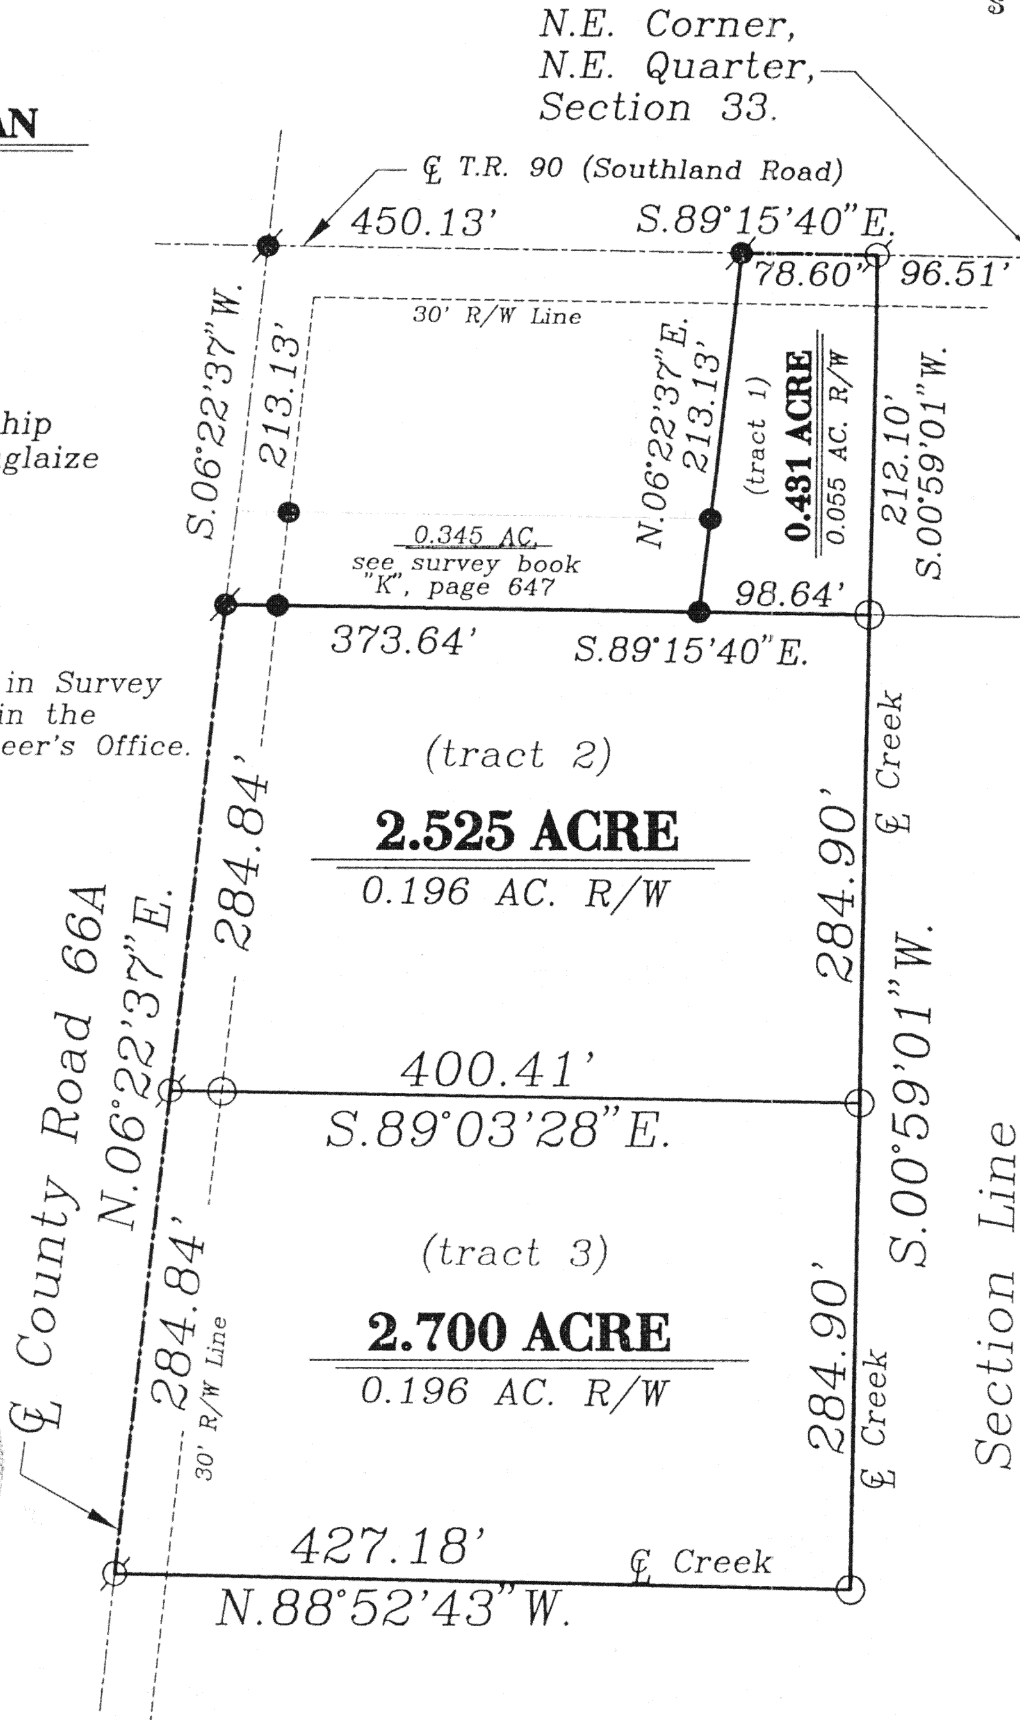 N.E. Corner,
N.E. Quarter,
Section 33.
AN
℄ T.R. 90 (Southland Road)
450.13'
S.89°15'40"E.
78.60'
96.51'
30' R/W Line
S.06°22'37"W.
213.13'
N.06°22'37"E.
213.13'
(tract 1)
0.431 ACRE
0.055 AC. R/W
212.10'
S.00°59'01"W.
hip
glaize
0.345 AC.
see survey book
"K", page 647
98.64'
373.64'
S.89°15'40"E.
in Survey
in the
eer's Office.
(tract 2)
2.525 ACRE
0.196 AC. R/W
284.84'
284.90'
℄ Creek
℄ County Road 66A
N.06°22'37"E.
400.41'
S.89°03'28"E.
S.00°59'01"W.
Section Line
(tract 3)
2.700 ACRE
0.196 AC. R/W
284.84'
30' R/W Line
284.90'
℄ Creek
427.18'
℄ Creek
N.88°52'43"W.